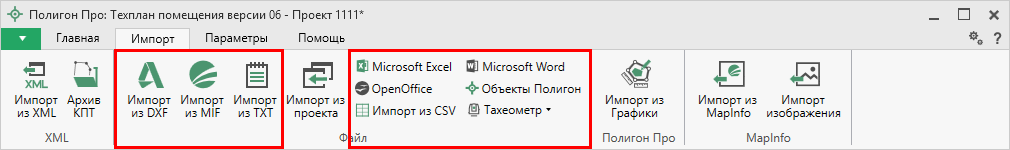 Полигон Про: Техплан помещения версии 06 - Проект 1111*
Главная Импорт Параметры Помощь
?
XML
Импорт из XML
Архив КПТ
Импорт из DXF
Импорт из MIF
Импорт из TXT
Импорт из проекта
Microsoft Excel
Microsoft Word
OpenOffice
Объекты Полигон
Импорт из CSV
Тахеометр
Импорт из Графики
Импорт из MapInfo
Импорт из изображения
XML
Файл
Полигон Про
MapInfo